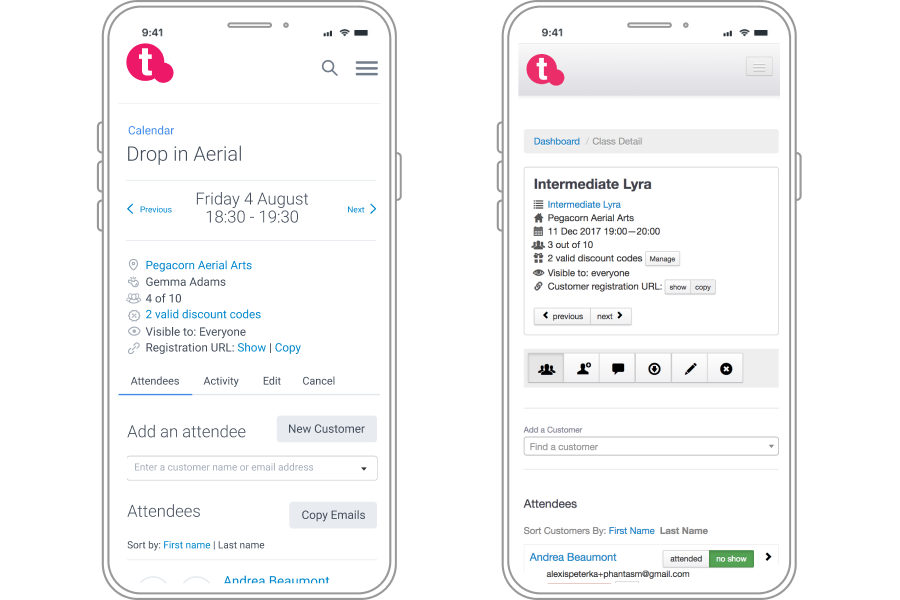 9:41
t
Calendar
Drop in Aerial
Previous
Friday 4 August
18:30 - 19:30
Next
Pegacorn Aerial Arts
Gemma Adams
4 of 10
2 valid discount codes
Visible to: Everyone
Registration URL: Show | Copy
Attendees Activity Edit Cancel
Add an attendee
New Customer
Enter a customer name or email address
Attendees
Copy Emails
Sort by: First name | Last name
Andrea Beaumont
9:41
t
Dashboard / Class Detail
Intermediate Lyra
Intermediate Lyra
Pegacorn Aerial Arts
11 Dec 2017 19:00—20:00
3 out of 10
2 valid discount codes Manage
Visible to: everyone
Customer registration URL: show copy
previous next
Add a Customer
Find a customer
Attendees
Sort Customers By: First Name Last Name
Andrea Beaumont attended no show
alexispeterka+phantasm@gmail.com